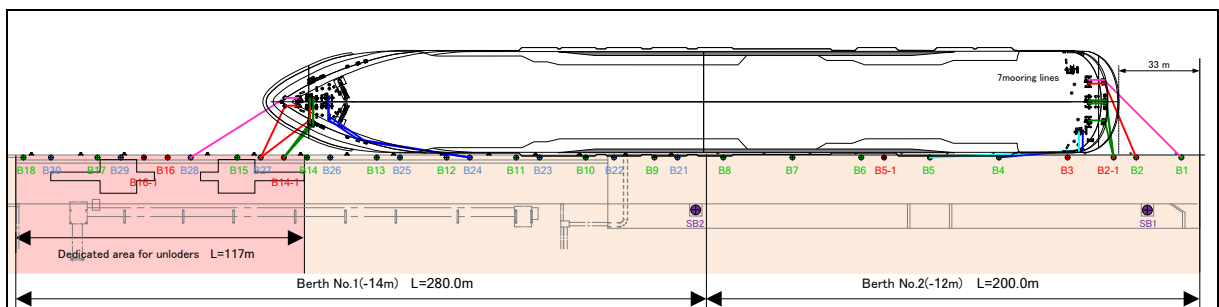 33 m
7mooring lines
B18 B30 B17 B29 B16 B28 B15 B27 B14 B26 B13 B25 B12 B24 B11 B23 B10 B22 B9 B21 B8 B7 B6 B5-1 B5 B4 B3 B2-1 B2 B1
B16-1 B14-1
SB2 SB1
Dedicated area for unloders L=117m
Berth No.1(-14m) L=280.0m Berth No.2(-12m) L=200.0m